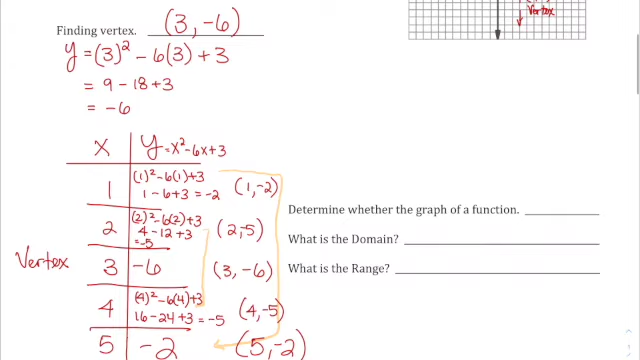 Vertex
Finding vertex. (3, -6)
y = (3)² - 6(3) + 3
= 9 - 18 + 3
= -6
x y = x² - 6x + 3
1 (1)² - 6(1) + 3
1 - 6 + 3 = -2 (1, -2)
2 (2)² - 6(2) + 3
4 - 12 + 3
= -5 (2, -5)
Vertex 3 -6 (3, -6)
4 (4)² - 6(4) + 3
16 - 24 + 3 = -5 (4, -5)
5 -2 (5, -2)
Determine whether the graph of a function. ____________
What is the Domain? ____________
What is the Range? ____________